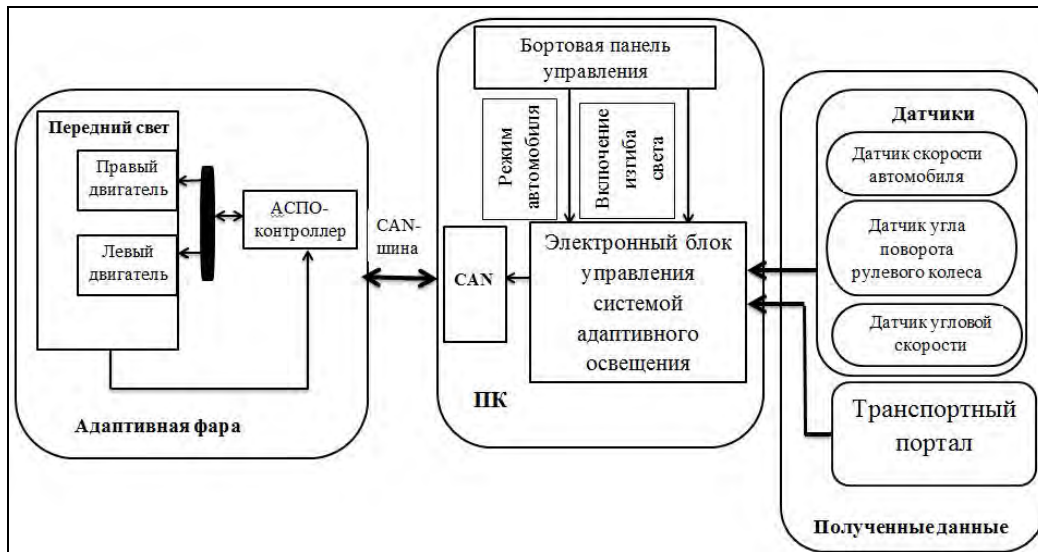 Передний свет
Правый
двигатель
Левый
двигатель
АСПО-
контроллер
Адаптивная фара
CAN-
шина
Бортовая панель
управления
Режим
автомобиля
Включение
изгиба
света
CAN
Электронный блок
управления
системой
адаптивного
освещения
ПК
Датчики
Датчик скорости
автомобиля
Датчик угла
поворота
рулевого колеса
Датчик угловой
скорости
Транспортный
портал
Полученные данные